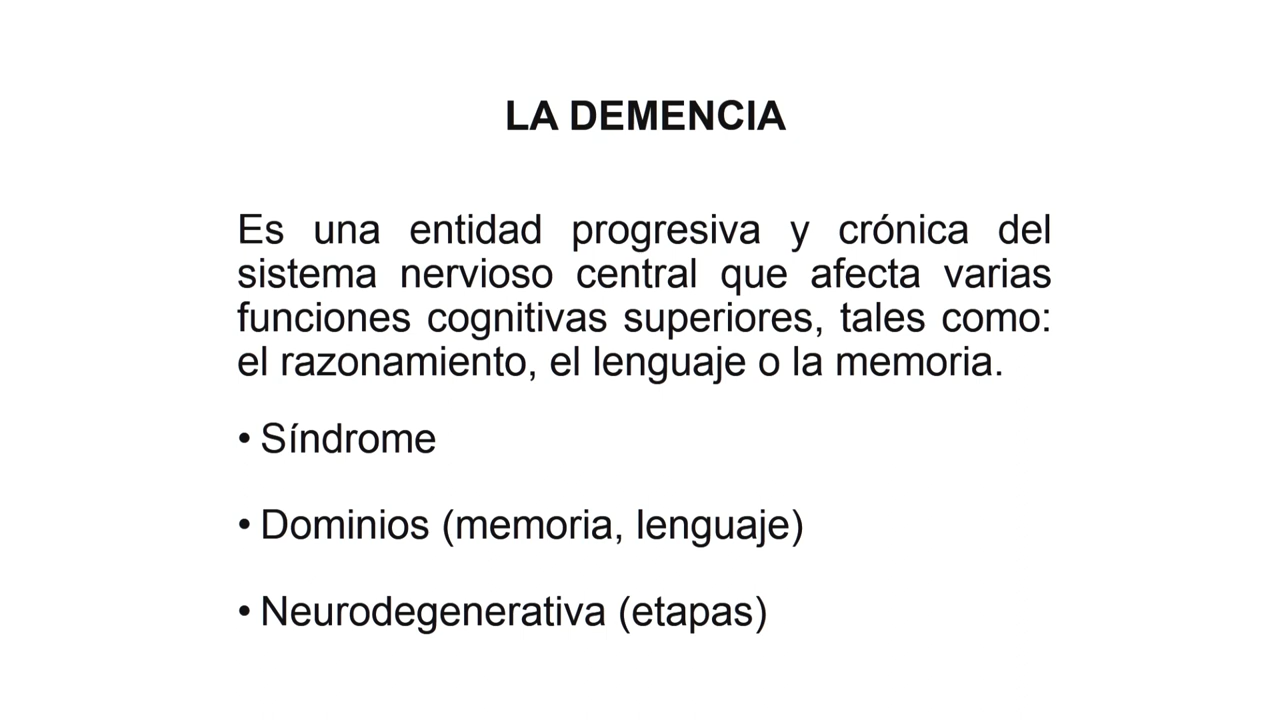 LA DEMENCIA
Es una entidad progresiva y crónica del
sistema nervioso central que afecta varias
funciones cognitivas superiores, tales como:
el razonamiento, el lenguaje o la memoria.
• Síndrome
• Dominios (memoria, lenguaje)
• Neurodegenerativa (etapas)